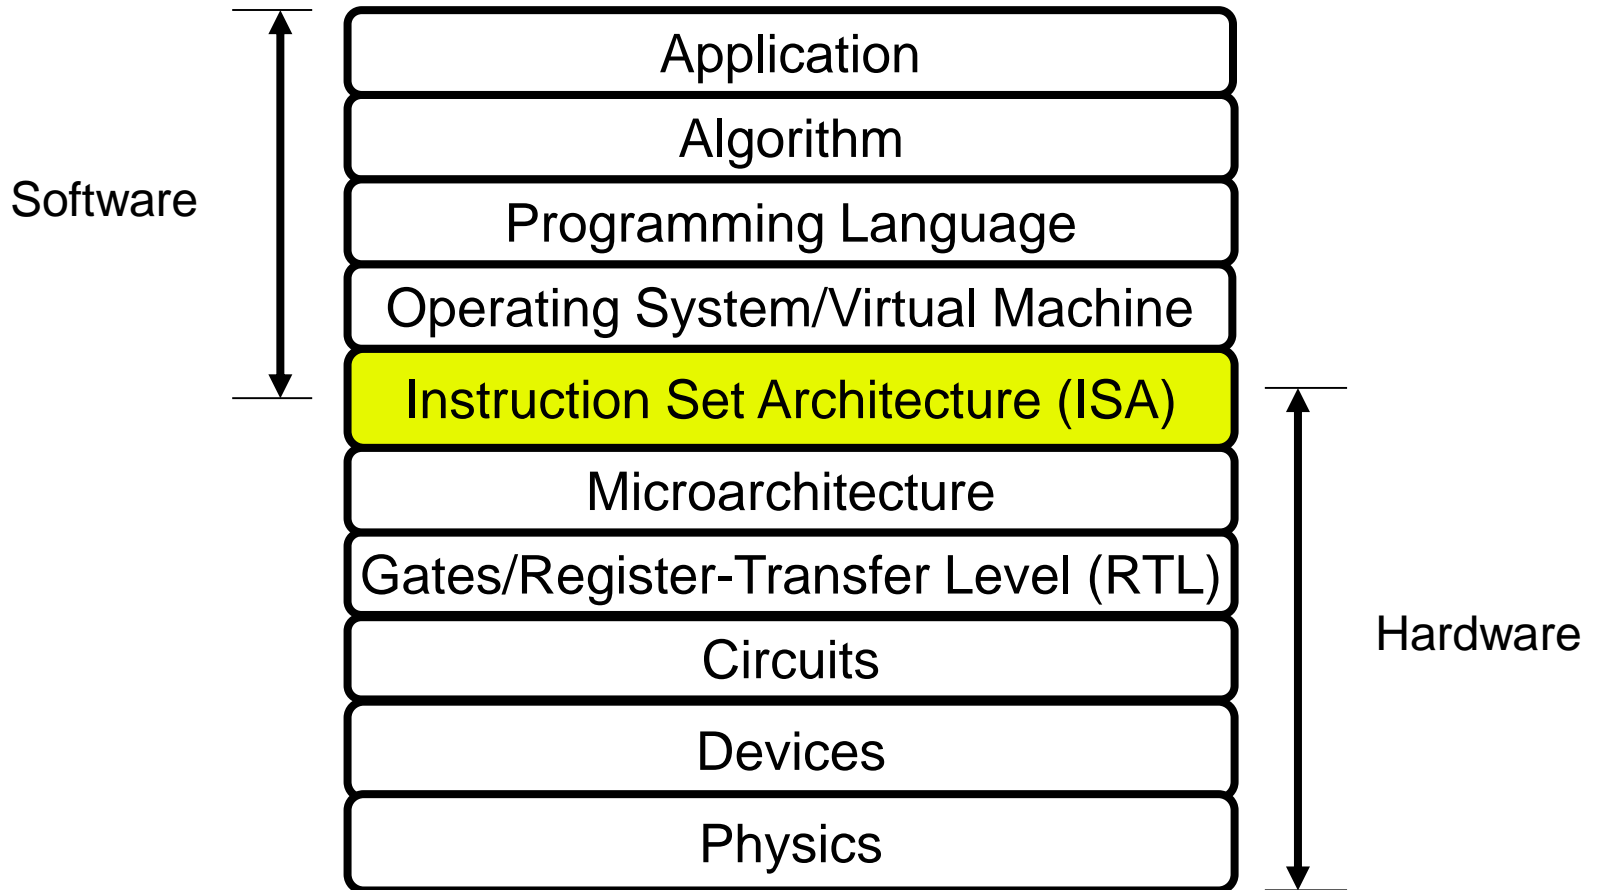 Application
Algorithm
Software
Programming Language
Operating System/Virtual Machine
Instruction Set Architecture (ISA)
Microarchitecture
Gates/Register-Transfer Level (RTL)
Hardware
Circuits
Devices
Physics